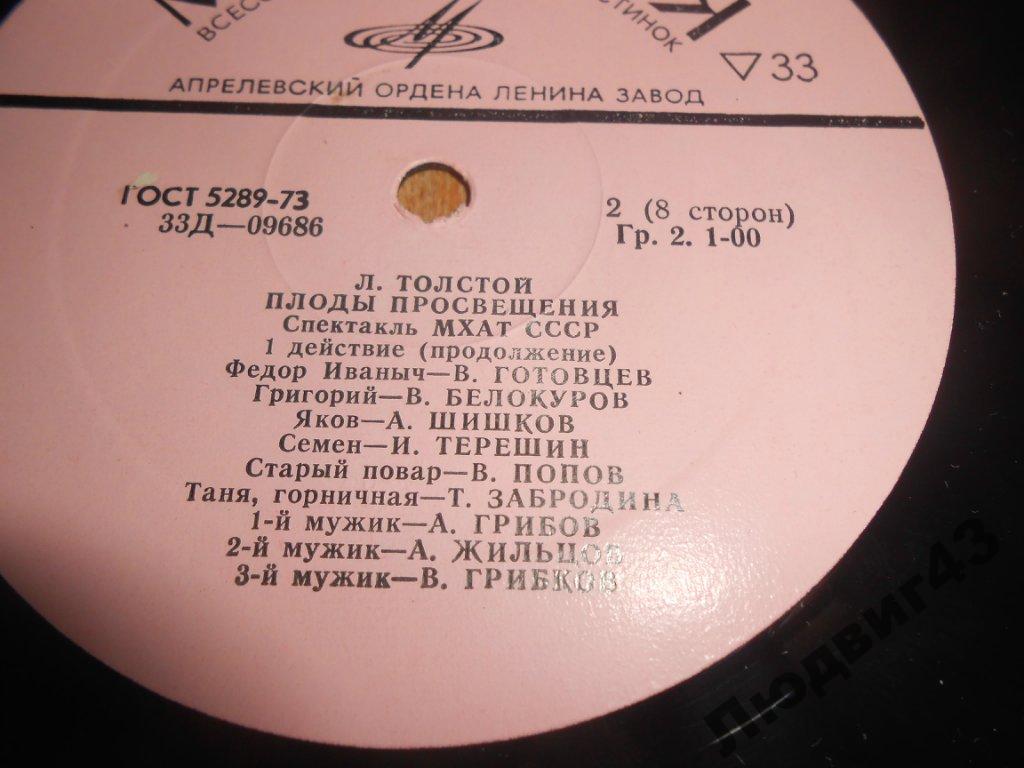 АПРЕЛЕВСКИЙ ОРДЕНА ЛЕНИНА ЗАВОД
33
ГОСТ 5289-73
33Д—09686
2 (8 сторон)
Гр. 2. 1-00
Л. ТОЛСТОЙ
ПЛОДЫ ПРОСВЕЩЕНИЯ
Спектакль МХАТ СССР
1 действие (продолжение)
Федор Иваныч—В. ГОТОВЦЕВ
Григорий—В. БЕЛОКУРОВ
Яков—А. ШИШКОВ
Семен—И. ТЕРЕШИН
Старый повар—В. ПОПОВ
Таня, горничная—Т. ЗАБРОДИНА
1-й мужик—А. ГРИБОВ
2-й мужик—А. ЖИЛЬЦОВ
3-й мужик—В. ГРИБКОВ
Людвиг43